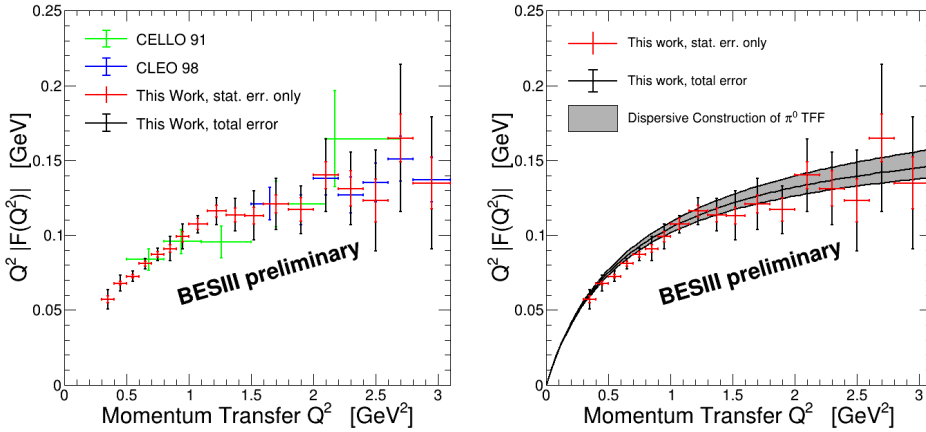 CELLO 91
CLEO 98
This Work, stat. err. only
This Work, total error
BESIII preliminary
Q² |F(Q²)| [GeV]
0.25
0.2
0.15
0.1
0.05
0
0 0.5 1 1.5 2 2.5 3
Momentum Transfer Q² [GeV²]
This work, stat. err. only
This work, total error
Dispersive Construction of π⁰ TFF
BESIII preliminary
Q² |F(Q²)| [GeV]
0.25
0.2
0.15
0.1
0.05
0
0 0.5 1 1.5 2 2.5 3
Momentum Transfer Q² [GeV²]